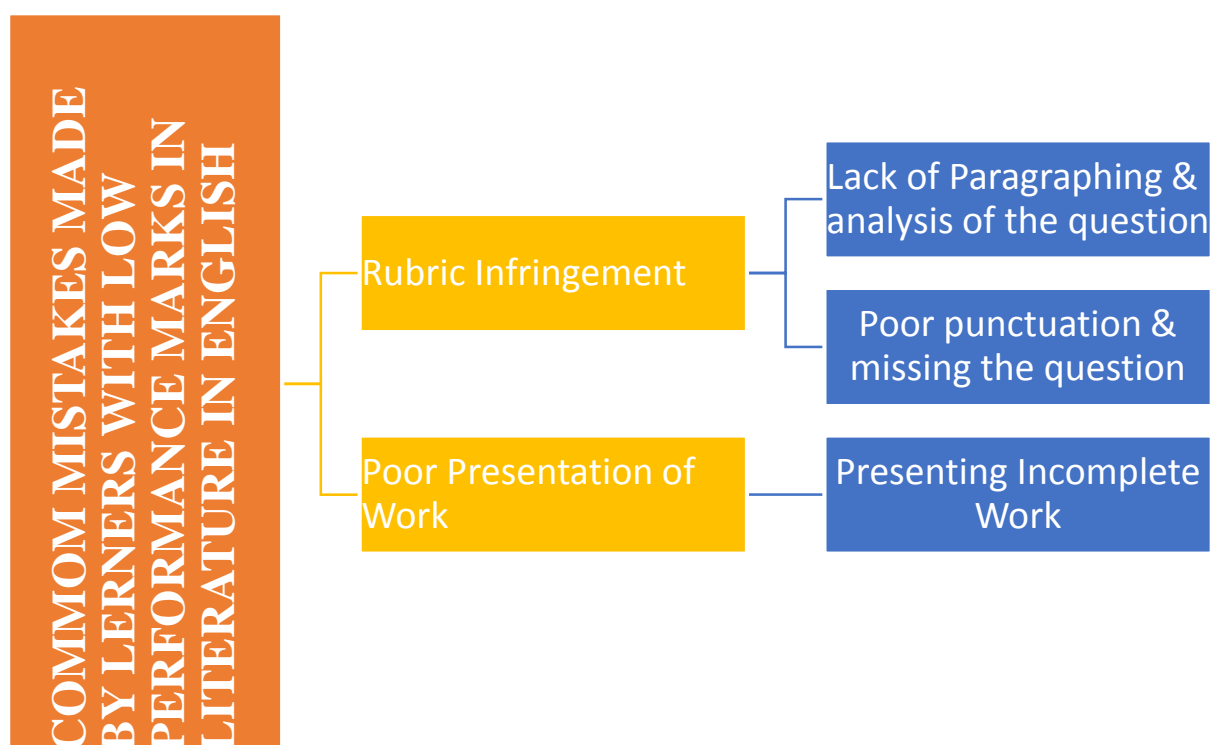 COMMOM MISTAKES MADE
BY LERNERS WITH LOW
PERFORMANCE MARKS IN
LITERATURE IN ENGLISH
Rubric Infringement
Lack of Paragraphing &
analysis of the question
Poor punctuation &
missing the question
Poor Presentation of
Work
Presenting Incomplete
Work